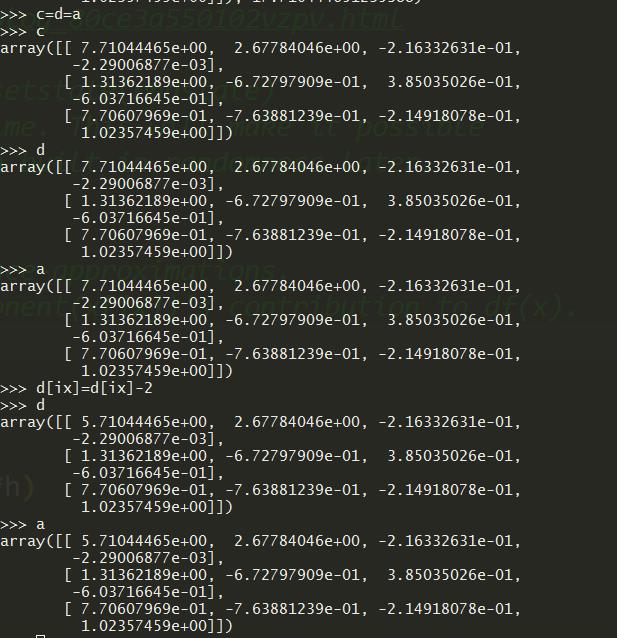 >>> c=d=a
>>> c
array([[ 7.71044465e+00,  2.67784046e+00, -2.16332631e-01,
        -2.29006877e-03],
       [ 1.31362189e+00, -6.72797909e-01,  3.85035026e-01,
        -6.03716645e-01],
       [ 7.70607969e-01, -7.63881239e-01, -2.14918078e-01,
         1.02357459e+00]])
>>> d
array([[ 7.71044465e+00,  2.67784046e+00, -2.16332631e-01,
        -2.29006877e-03],
       [ 1.31362189e+00, -6.72797909e-01,  3.85035026e-01,
        -6.03716645e-01],
       [ 7.70607969e-01, -7.63881239e-01, -2.14918078e-01,
         1.02357459e+00]])
>>> a
array([[ 7.71044465e+00,  2.67784046e+00, -2.16332631e-01,
        -2.29006877e-03],
       [ 1.31362189e+00, -6.72797909e-01,  3.85035026e-01,
        -6.03716645e-01],
       [ 7.70607969e-01, -7.63881239e-01, -2.14918078e-01,
         1.02357459e+00]])
>>> d[ix]=d[ix]-2
>>> d
array([[ 5.71044465e+00,  2.67784046e+00, -2.16332631e-01,
        -2.29006877e-03],
       [ 1.31362189e+00, -6.72797909e-01,  3.85035026e-01,
        -6.03716645e-01],
       [ 7.70607969e-01, -7.63881239e-01, -2.14918078e-01,
         1.02357459e+00]])
>>> a
array([[ 5.71044465e+00,  2.67784046e+00, -2.16332631e-01,
        -2.29006877e-03],
       [ 1.31362189e+00, -6.72797909e-01,  3.85035026e-01,
        -6.03716645e-01],
       [ 7.70607969e-01, -7.63881239e-01, -2.14918078e-01,
         1.02357459e+00]])